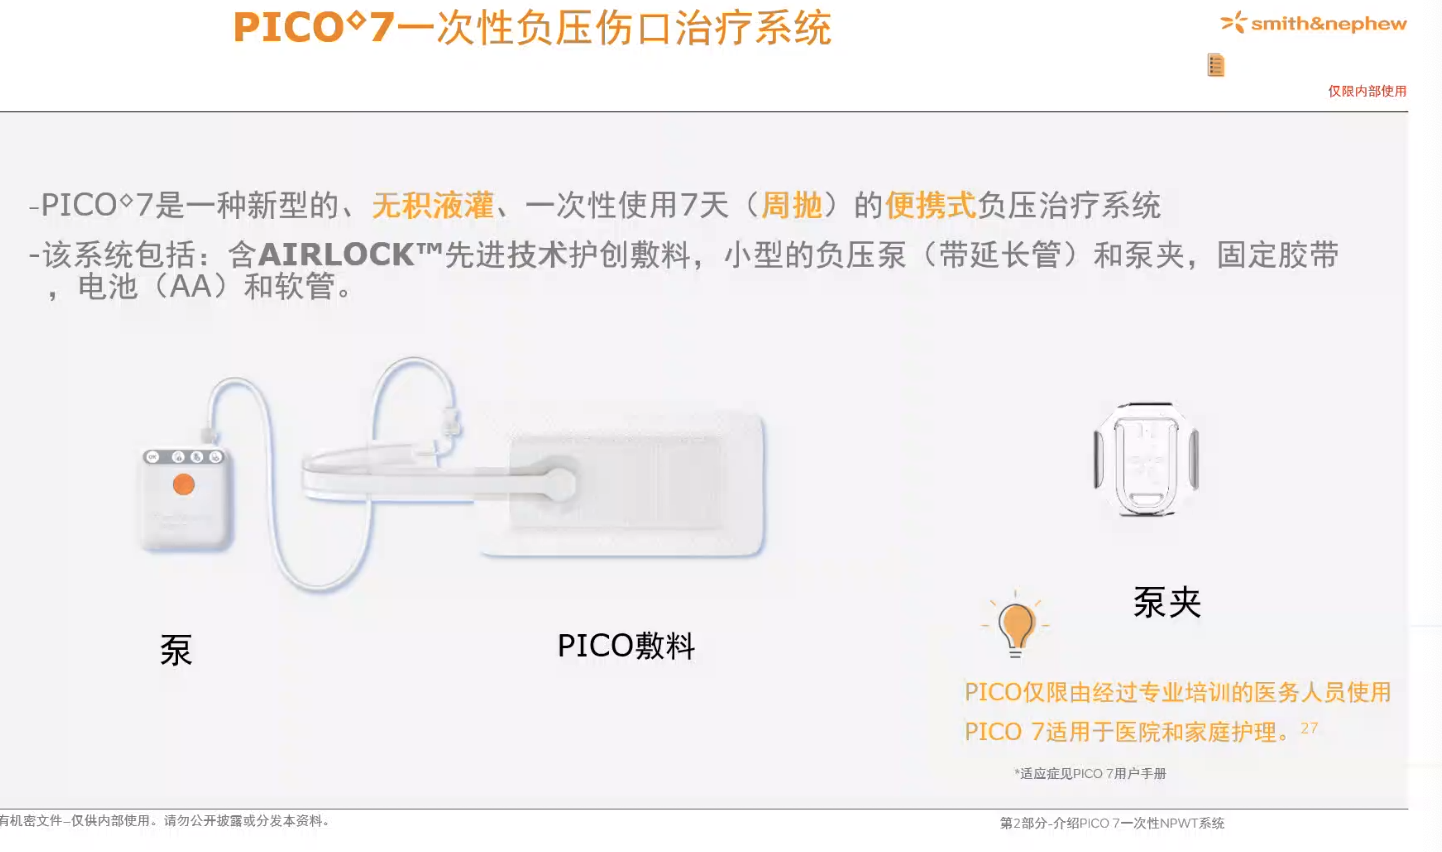 PICO⋄7一次性负压伤口治疗系统
smith&nephew
仅限内部使用
-PICO⋄7是一种新型的、无积液灌、一次性使用7天（周抛）的便携式负压治疗系统
-该系统包括：含AIRLOCK™先进技术护创敷料，小型的负压泵（带延长管）和泵夹，固定胶带
，电池（AA）和软管。
泵
PICO敷料
泵夹
PICO仅限由经过专业培训的医务人员使用
PICO 7适用于医院和家庭护理。27
*适应症见PICO 7用户手册
有机密文件–仅供内部使用。请勿公开披露或分发本资料。
第2部分-介绍PICO 7一次性NPWT系统